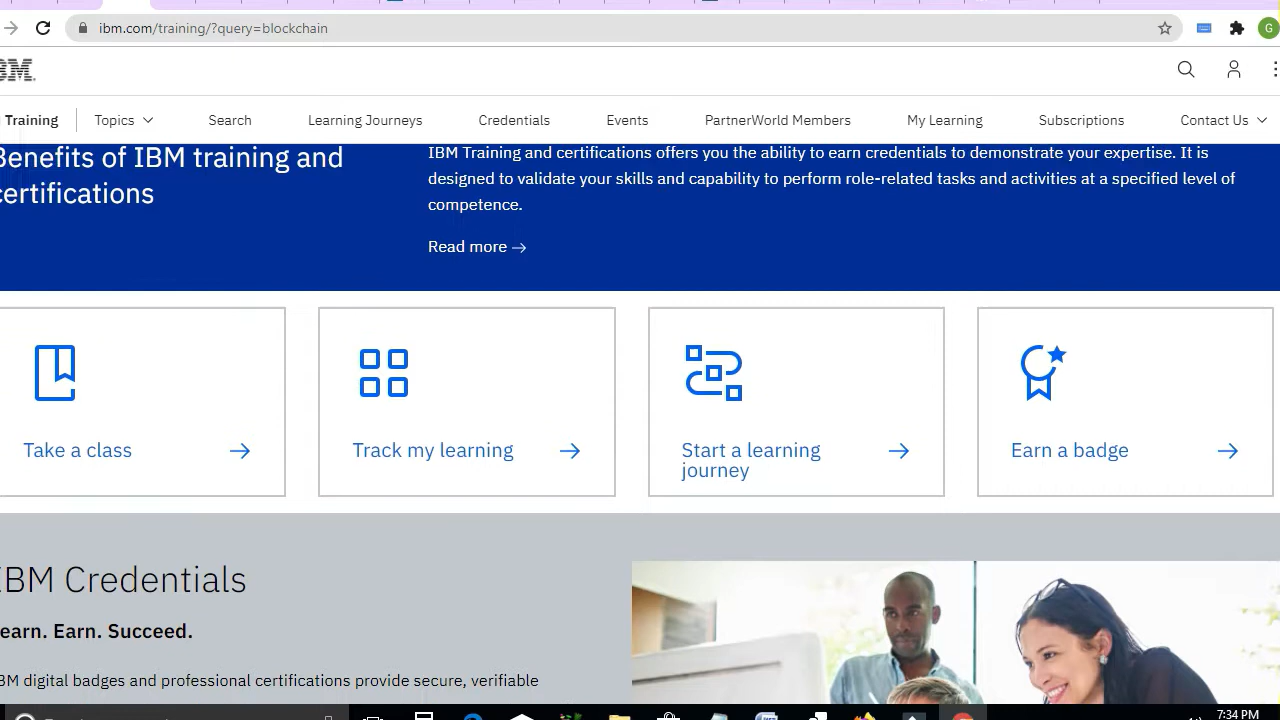 ibm.com/training/?query=blockchain
G
BM
Training
Topics
Search
Learning Journeys
Credentials
Events
PartnerWorld Members
My Learning
Subscriptions
Contact Us
Benefits of IBM training and
certifications
IBM Training and certifications offers you the ability to earn credentials to demonstrate your expertise. It is
designed to validate your skills and capability to perform role-related tasks and activities at a specified level of
competence.
Read more →
Take a class →
Track my learning →
Start a learning
journey →
Earn a badge →
IBM Credentials
earn. Earn. Succeed.
BM digital badges and professional certifications provide secure, verifiable
7:34 PM